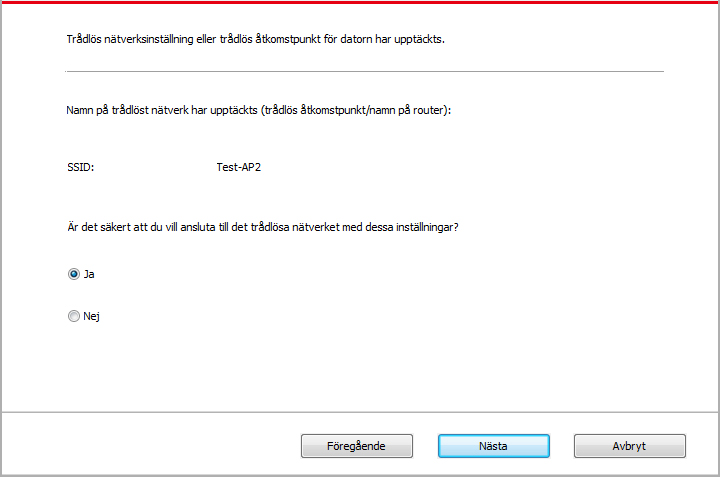 Trådlös nätverksinställning eller trådlös åtkomstpunkt för datorn har upptäckts.
Namn på trådlöst nätverk har upptäckts (trådlös åtkomstpunkt/namn på router):
SSID: Test-AP2
Är det säkert att du vill ansluta till det trådlösa nätverket med dessa inställningar?
Ja
Nej
Föregående Nästa Avbryt